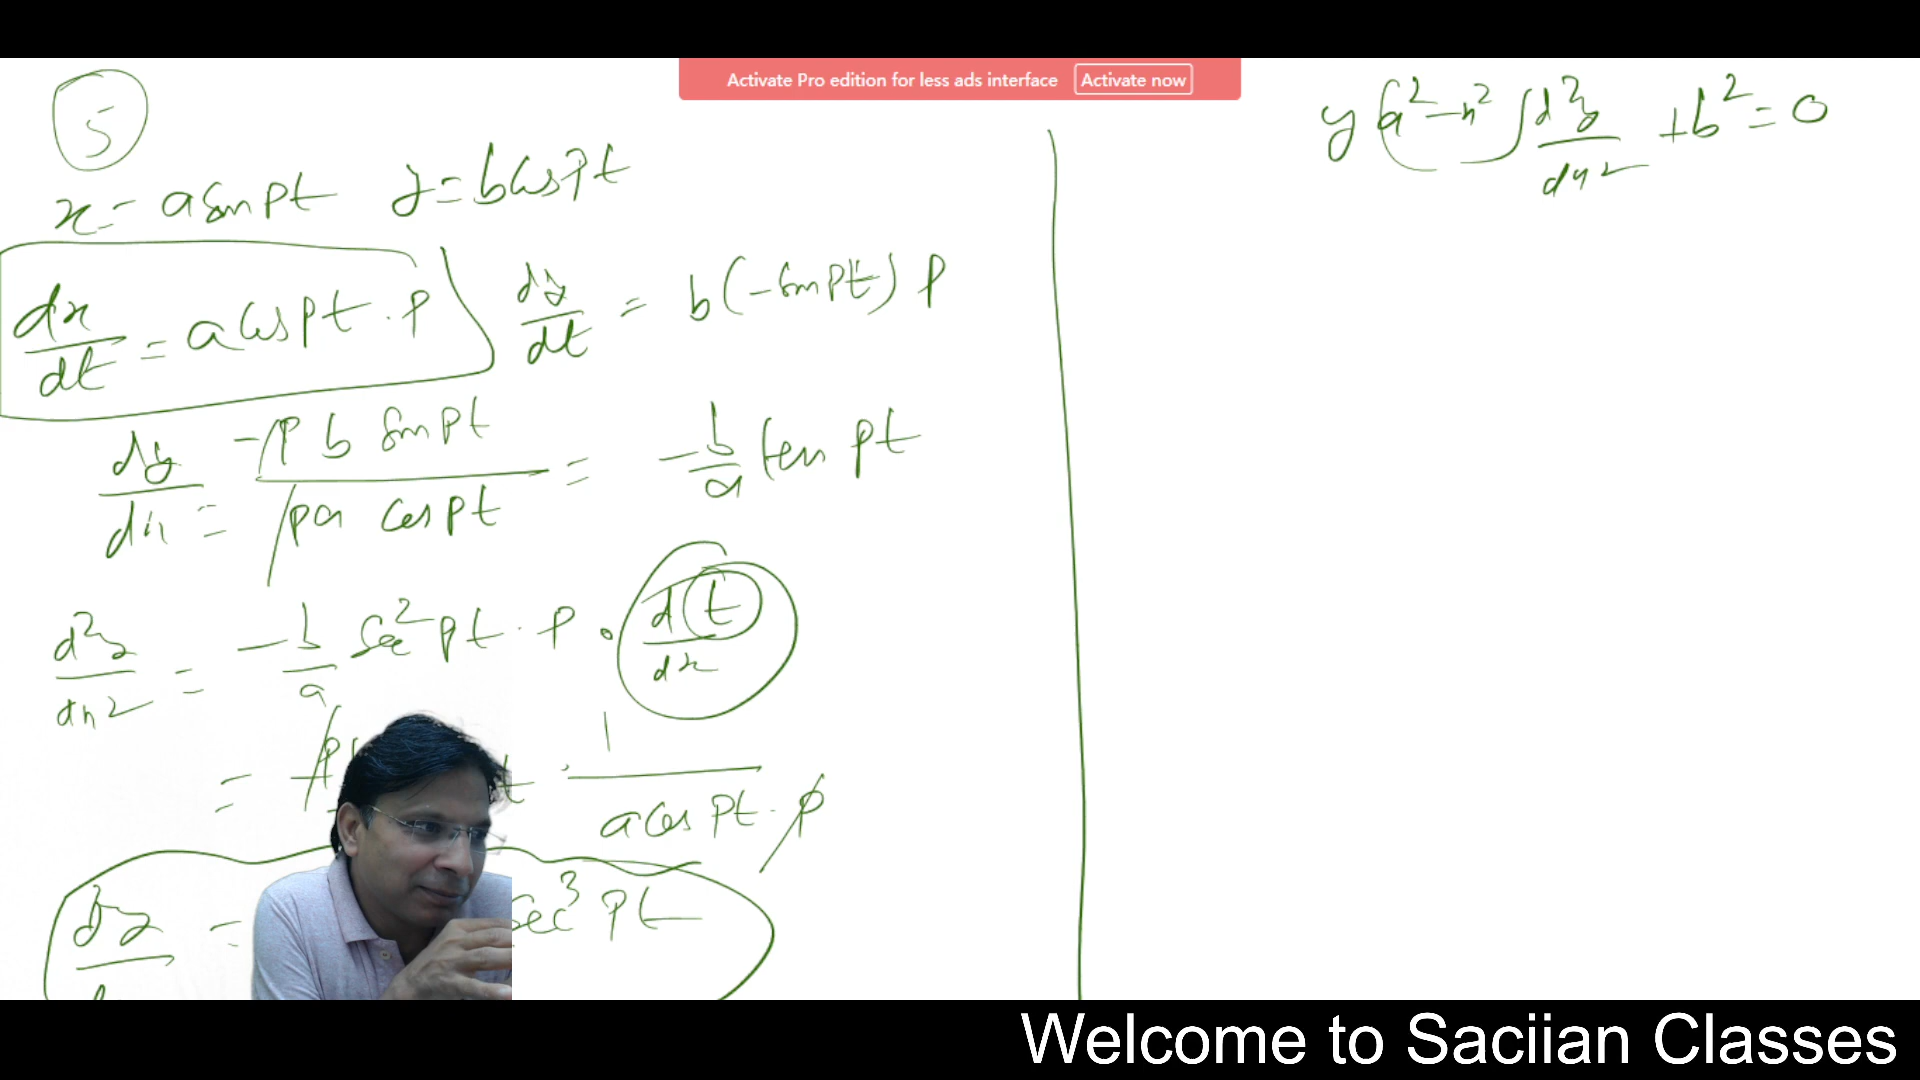 Activate Pro edition for less ads interface Activate now
5
x = a sin pt y = b cos pt
dx/dt = a cos pt . p dy/dt = b (-sin pt) p
dy/dx = -p b sin pt / pa cos pt = -b/a tan pt
d²y/dx² = -b/a sec² pt . p . d(t)/dx
= 1 / a cos pt . p
d²y = sec³ pt
y (a² - x²) d²y/dx² + b² = 0
Welcome to Saciian Classes